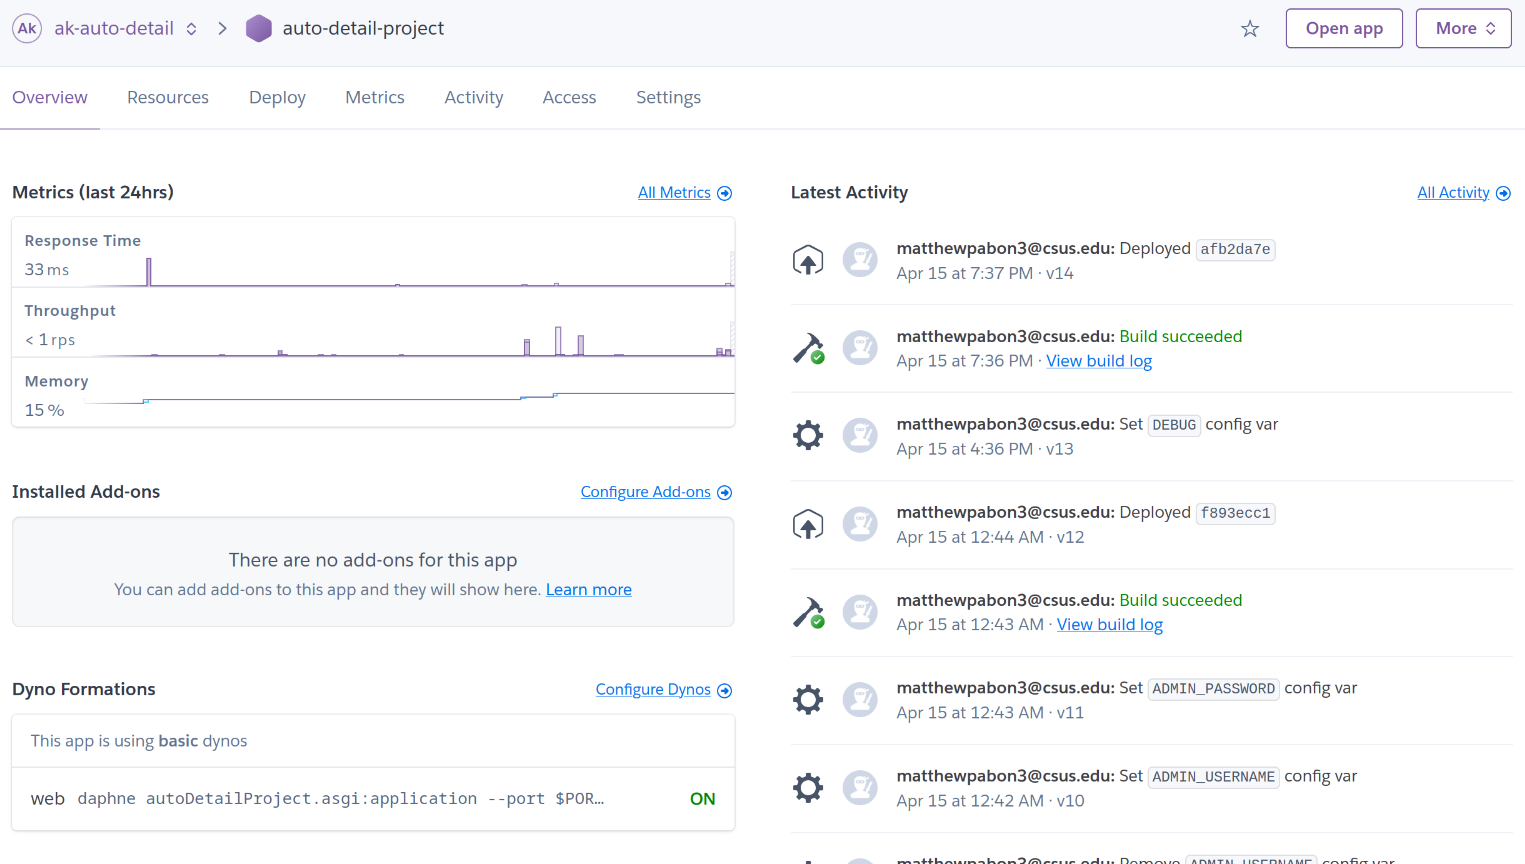 Ak ak-auto-detail auto-detail-project Open app More
Overview Resources Deploy Metrics Activity Access Settings
Metrics (last 24hrs) All Metrics
Response Time
33 ms
Throughput
< 1 rps
Memory
15 %
Installed Add-ons Configure Add-ons
There are no add-ons for this app
You can add add-ons to this app and they will show here. Learn more
Dyno Formations Configure Dynos
This app is using basic dynos
web daphne autoDetailProject.asgi:application --port $POR… ON
Latest Activity All Activity
matthewpabon3@csus.edu: Deployed afb2da7e
Apr 15 at 7:37 PM · v14
matthewpabon3@csus.edu: Build succeeded
Apr 15 at 7:36 PM · View build log
matthewpabon3@csus.edu: Set DEBUG config var
Apr 15 at 4:36 PM · v13
matthewpabon3@csus.edu: Deployed f893ecc1
Apr 15 at 12:44 AM · v12
matthewpabon3@csus.edu: Build succeeded
Apr 15 at 12:43 AM · View build log
matthewpabon3@csus.edu: Set ADMIN_PASSWORD config var
Apr 15 at 12:43 AM · v11
matthewpabon3@csus.edu: Set ADMIN_USERNAME config var
Apr 15 at 12:42 AM · v10
matthewpabon3@csus.edu: Remove ADMIN_USERNAME config var